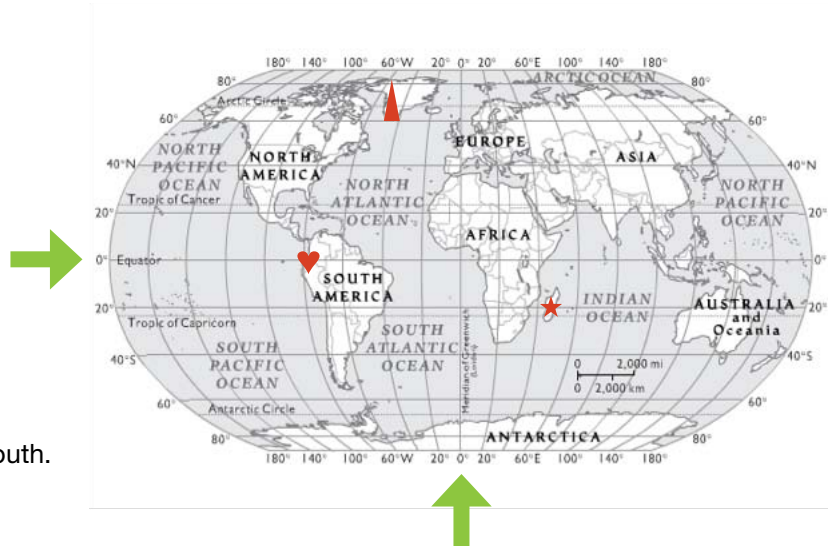 180° 140° 100° 60°W 20° 0° 20° 60°E 100° 140° 180°
80° ARCTIC OCEAN 80°
Arctic Circle
60° 60°
EUROPE
NORTH PACIFIC OCEAN
NORTH AMERICA
ASIA
40°N 40°N
NORTH ATLANTIC OCEAN
NORTH PACIFIC OCEAN
Tropic of Cancer
20° 20°
AFRICA
0° Equator 0°
SOUTH AMERICA
INDIAN OCEAN
AUSTRALIA and Oceania
20° 20°
Tropic of Capricorn
SOUTH PACIFIC OCEAN
SOUTH ATLANTIC OCEAN
Meridian of Greenwich
(London)
40°S 40°S
0 2,000 mi
0 2,000 km
60° 60°
Antarctic Circle
ANTARCTICA
80° 80°
outh.
180° 140° 100° 60°W 20° 0° 20° 60°E 100° 140° 180°